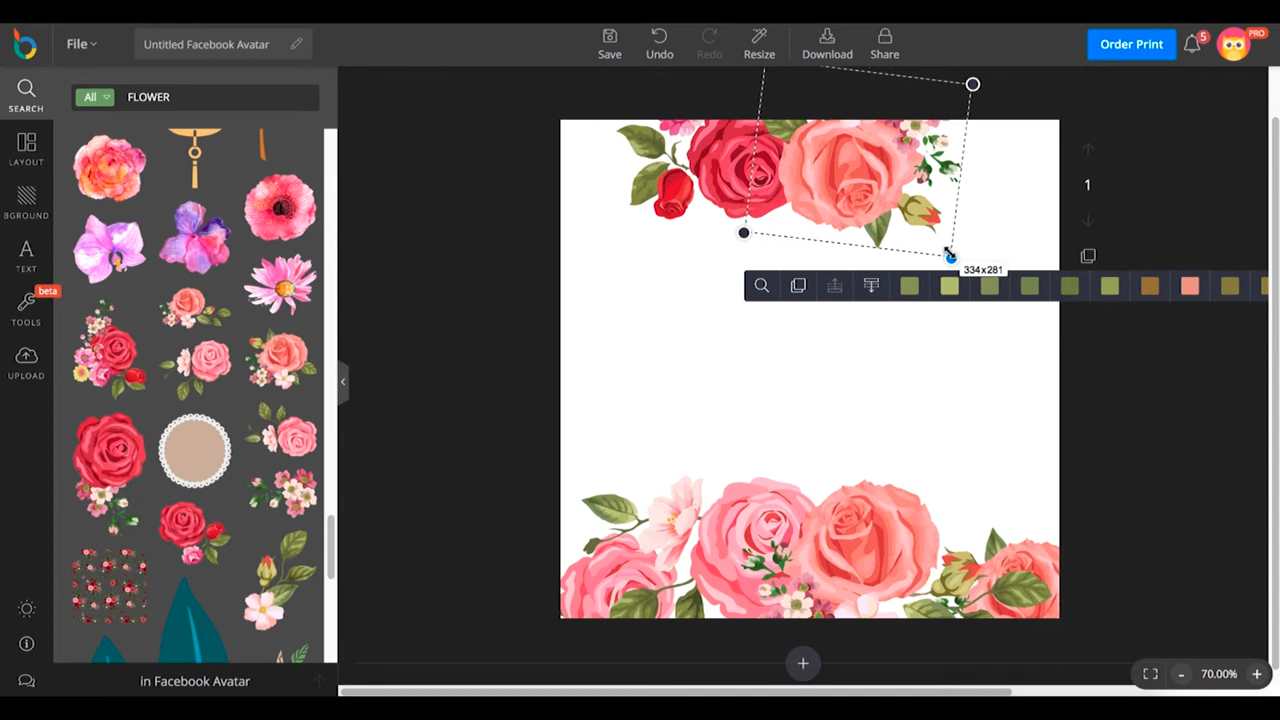 File
Untitled Facebook Avatar
Save
Undo
Redo
Resize
Download
Share
Order Print
5
PRO
SEARCH
All
FLOWER
LAYOUT
BGROUND
TEXT
beta
TOOLS
UPLOAD
1
334x281
in Facebook Avatar
70.00%